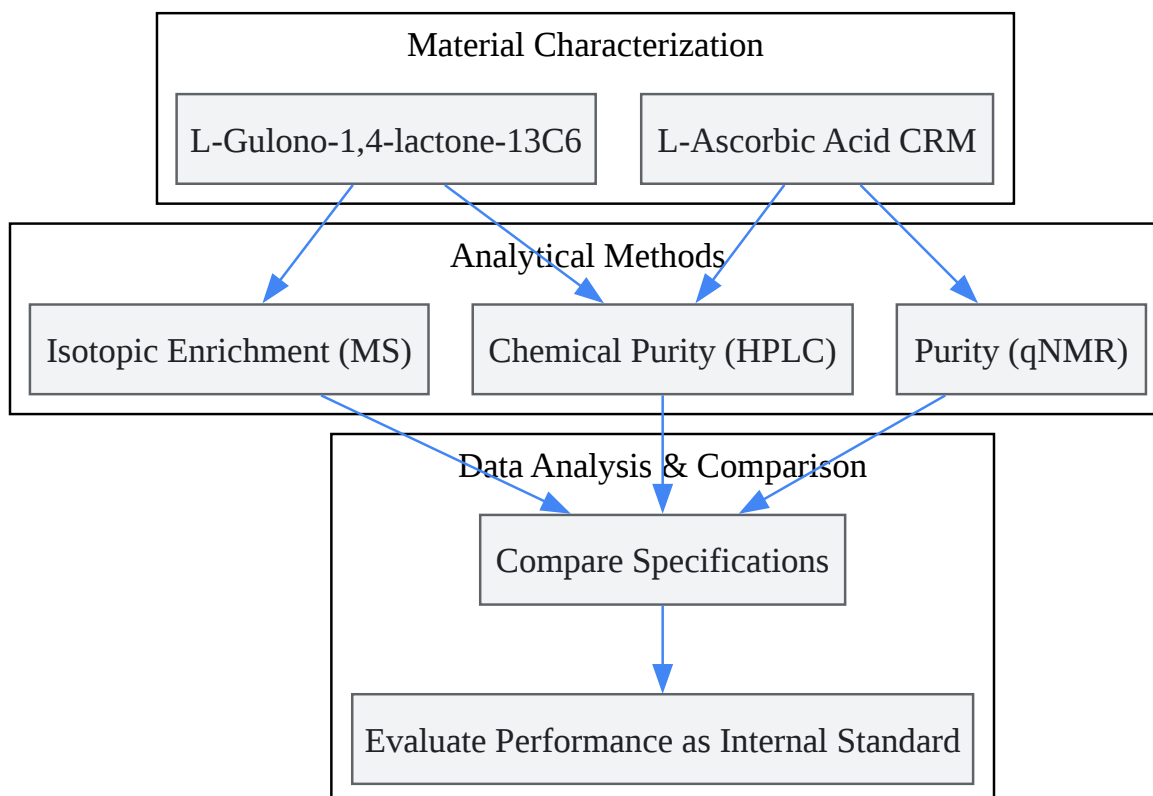 Material Characterization
L-Gulono-1,4-lactone-13C6
L-Ascorbic Acid CRM
Analytical Methods
Isotopic Enrichment (MS)
Chemical Purity (HPLC)
Purity (qNMR)
Data Analysis & Comparison
Compare Specifications
Evaluate Performance as Internal Standard